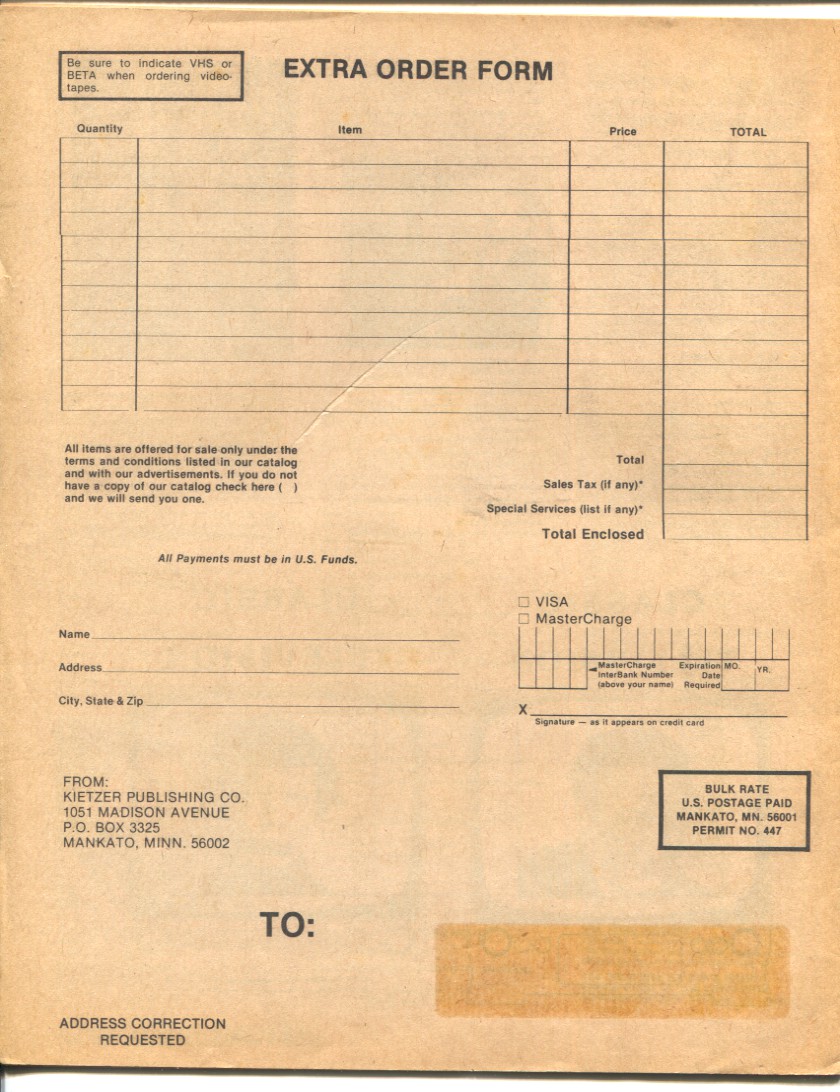 Be sure to indicate VHS or
BETA when ordering video-
tapes.
EXTRA ORDER FORM
Quantity Item Price TOTAL
All items are offered for sale only under the
terms and conditions listed in our catalog
and with our advertisements. If you do not
have a copy of our catalog check here ( )
and we will send you one.
Total
Sales Tax (if any)*
Special Services (list if any)*
Total Enclosed
All Payments must be in U.S. Funds.
☐ VISA
☐ MasterCharge
Name
Address
City, State & Zip
MasterCharge
InterBank Number
(above your name)
Expiration
Date
Required
MO. YR.
X
Signature — as it appears on credit card
FROM:
KIETZER PUBLISHING CO.
1051 MADISON AVENUE
P.O. BOX 3325
MANKATO, MINN. 56002
BULK RATE
U.S. POSTAGE PAID
MANKATO, MN. 56001
PERMIT NO. 447
TO:
ADDRESS CORRECTION
REQUESTED